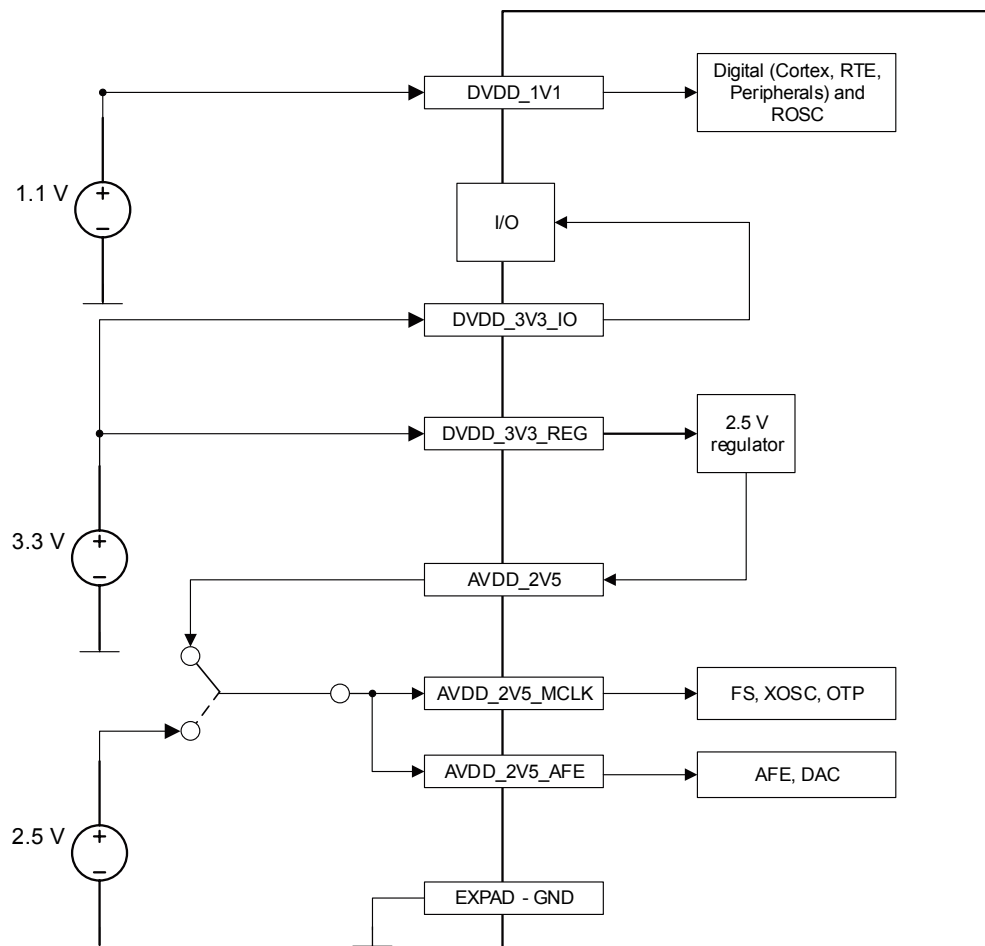 DVDD_1V1
Digital (Cortex, RTE,
Peripherals) and
ROSC
1.1 V
+
–
I/O
DVDD_3V3_IO
DVDD_3V3_REG
2.5 V
regulator
3.3 V
+
–
AVDD_2V5
AVDD_2V5_MCLK
FS, XOSC, OTP
AVDD_2V5_AFE
AFE, DAC
2.5 V
+
–
EXPAD - GND